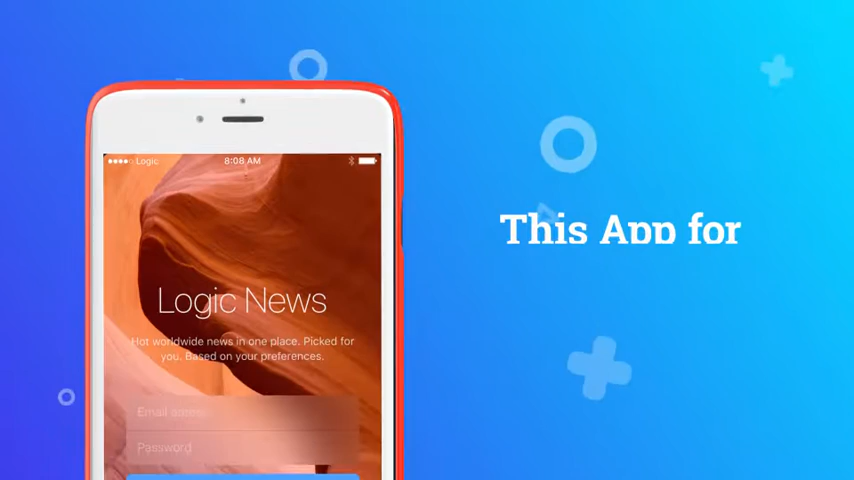 Logic
8:08 AM
Logic News
Hot worldwide news in one place. Picked for
you. Based on your preferences.
Email
Password
This App for